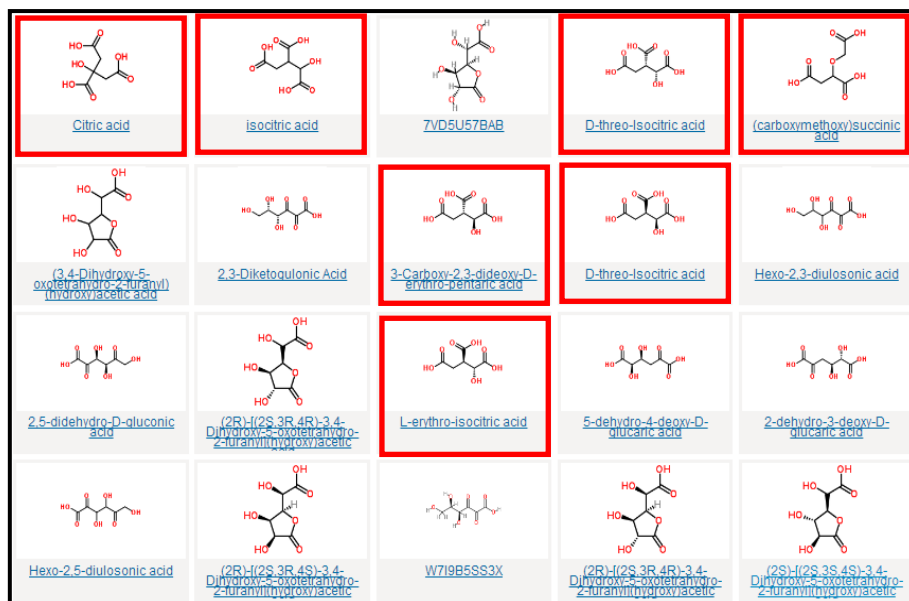 Citric acid
isocitric acid
7VD5U57BAB
D-threo-Isocitric acid
(carboxymethoxy)succinic
acid
(3,4-Dihydroxy-5-
oxotetrahydro-2-furanyl)
(hydroxy)acetic acid
2,3-Diketogulonic Acid
3-Carboxy-2,3-dideoxy-D-
erythro-pentaric acid
D-threo-Isocitric acid
Hexo-2,3-diulosonic acid
2,5-didehydro-D-gluconic
acid
(2R)-[(2S,3R,4R)-3,4-
Dihydroxy-5-oxotetrahydro-
2-furanyl](hydroxy)acetic
acid
L-erythro-isocitric acid
5-dehydro-4-deoxy-D-
glucaric acid
2-dehydro-3-deoxy-D-
glucaric acid
Hexo-2,5-diulosonic acid
(2R)-[(2S,3R,4S)-3,4-
Dihydroxy-5-oxotetrahydro-
2-furanyl](hydroxy)acetic
W7I9B5SS3X
(2R)-[(2S,3R,4R)-3,4-
Dihydroxy-5-oxotetrahydro-
2-furanyl](hydroxy)acetic
(2S)-[(2S,3S,4S)-3,4-
Dihydroxy-5-oxotetrahydro-
2-furanyl](hydroxy)acetic